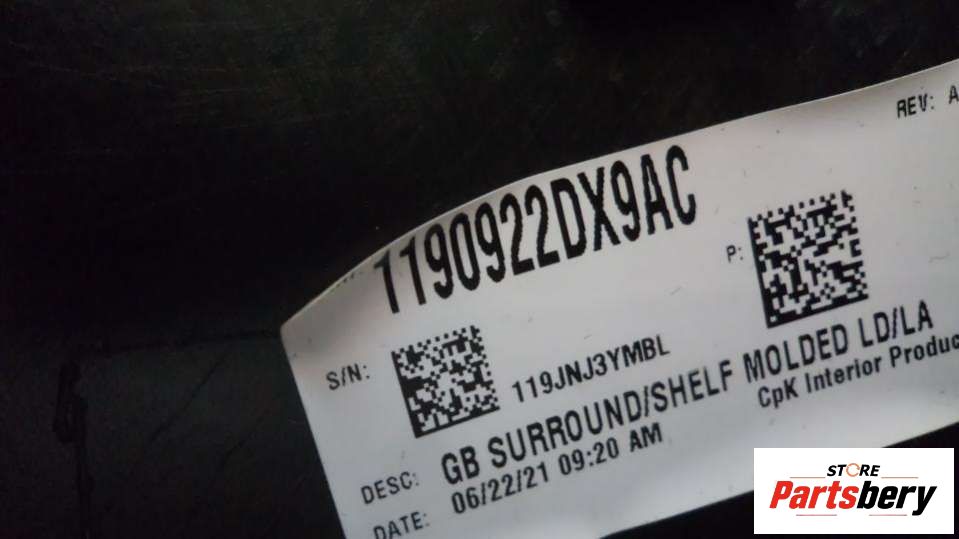 REV: A
1190922DX9AC
P:
S/N:
119JNJ3YMBL
DESC: GB SURROUND/SHELF MOLDED LD/LA
CpK Interior Produc
DATE: 06/22/21 09:20 AM
STORE
Partsbery